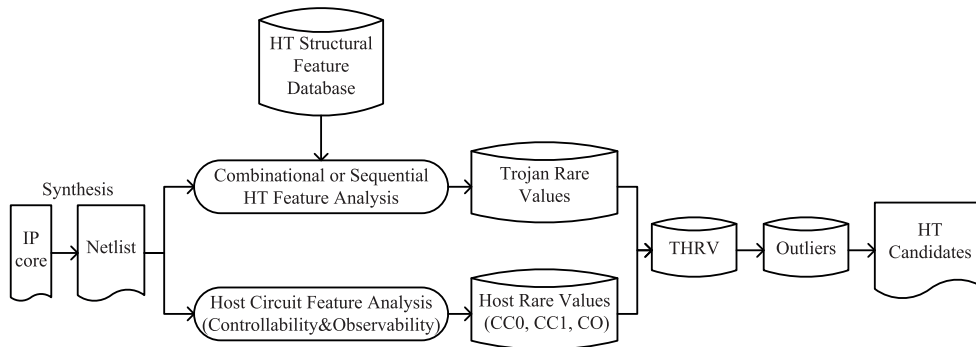 HT Structural
Feature
Database
Synthesis
IP
core
Netlist
Combinational or Sequential
HT Feature Analysis
Trojan Rare
Values
Host Circuit Feature Analysis
(Controllability&Observability)
Host Rare Values
(CC0, CC1, CO)
THRV
Outliers
HT
Candidates